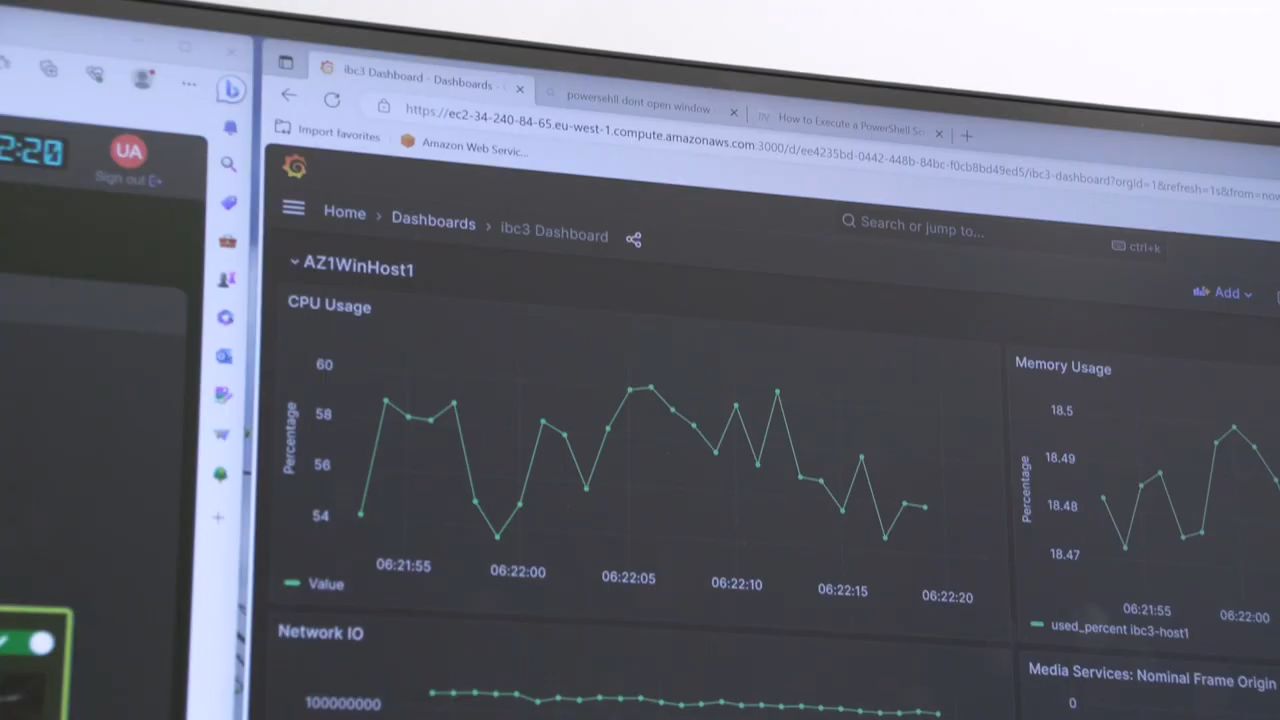 2:20
UA
Sign out
ibc3 Dashboard - Dashboards -
powersehll dont open window
How to Execute a PowerShell Sc
https://ec2-34-240-84-65.eu-west-1.compute.amazonaws.com:3000/d/ee4235bd-0442-448b-84bc-f0cb8bd49ed5/ibc3-dashboard?orgId=1&refresh=1s&from=now
Import favorites
Amazon Web Servic...
Home > Dashboards > ibc3 Dashboard
Search or jump to...
ctrl+k
Add
AZ1WinHost1
CPU Usage
60
58
56
54
Percentage
06:21:55
06:22:00
06:22:05
06:22:10
06:22:15
06:22:20
Value
Memory Usage
18.5
18.49
18.48
18.47
Percentage
06:21:55
06:22:00
used_percent ibc3-host1
Network IO
100000000
Media Services: Nominal Frame Origin
0